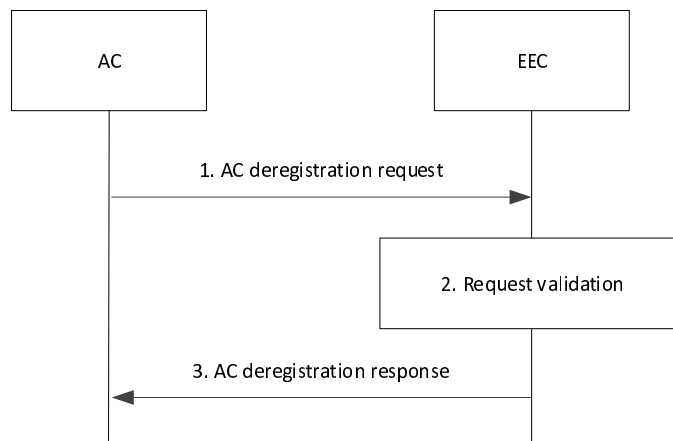 AC
EEC
1. AC deregistration request
2. Request validation
3. AC deregistration response